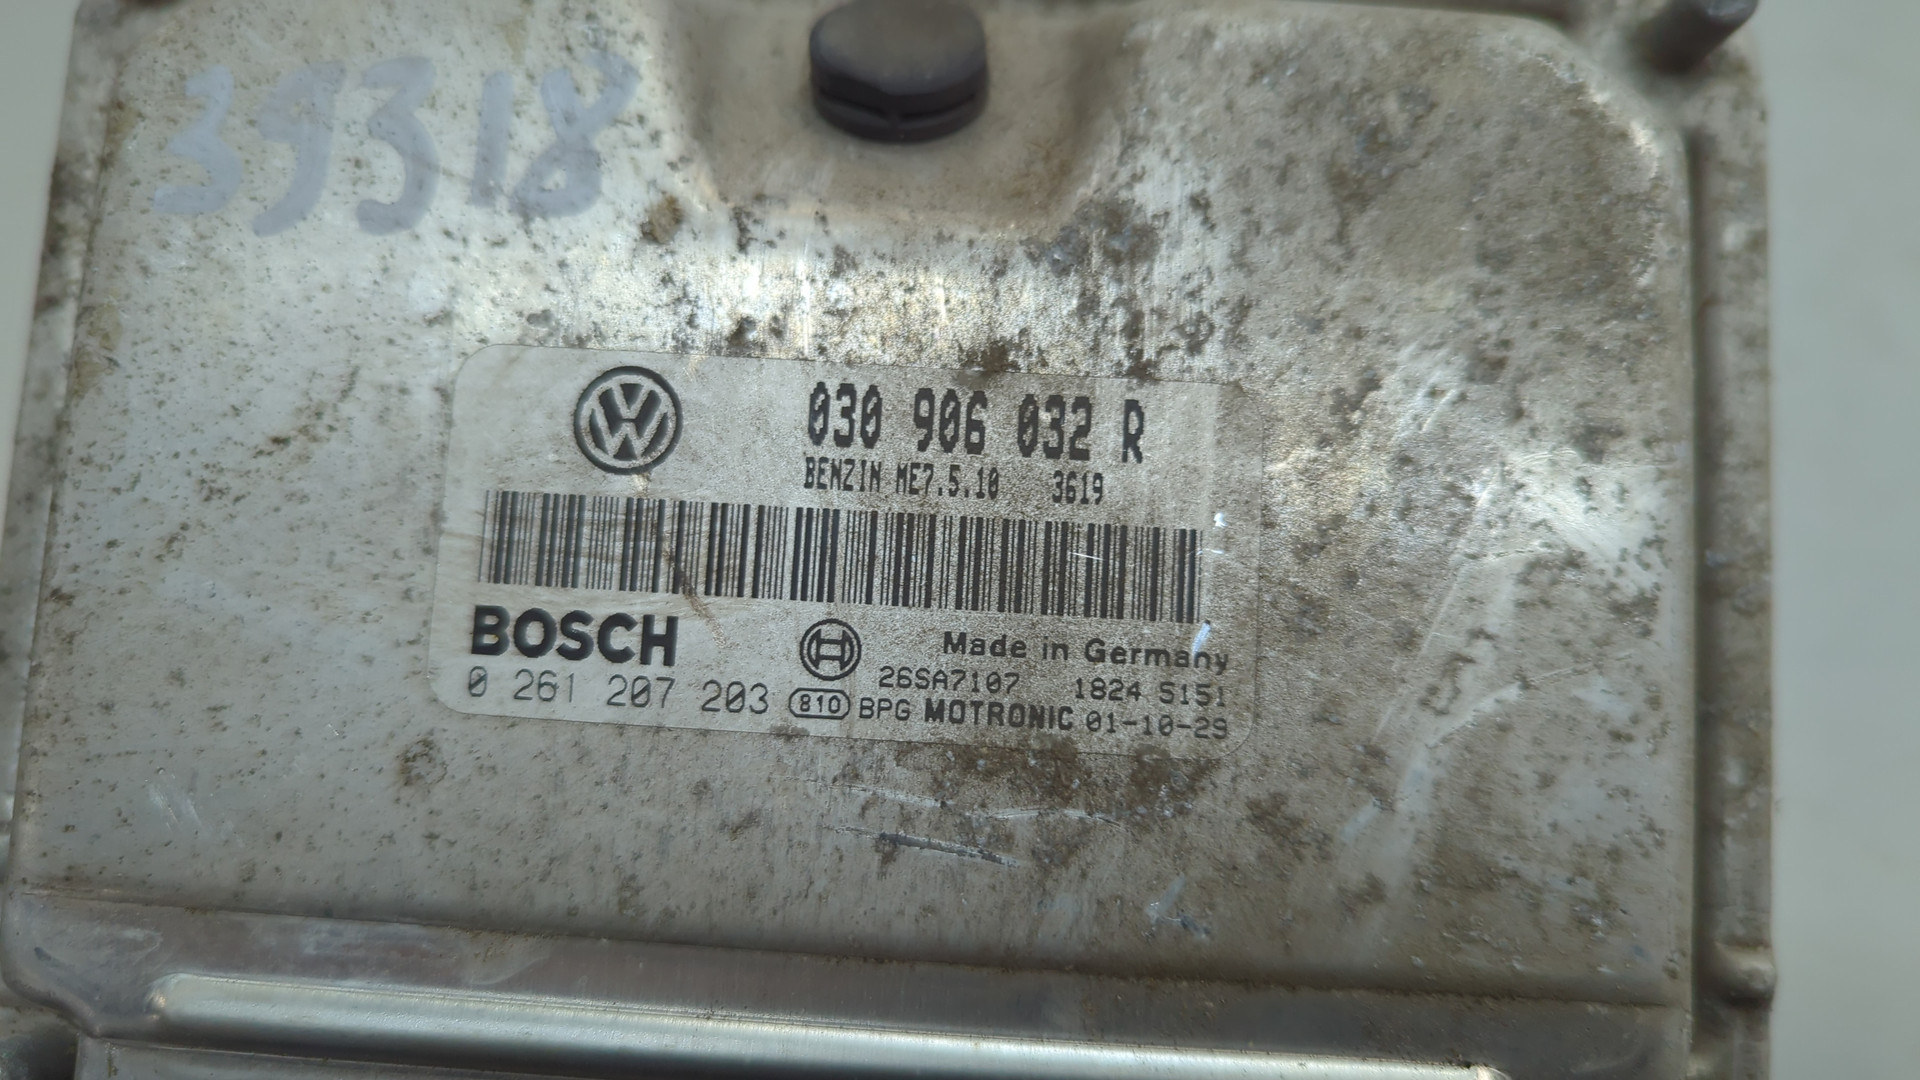 39318
030 906 032 R
BENZIN ME7.5.10 3619
BOSCH
Made in Germany
26SA7107 1824 S151
0 261 207 203
810 BPG MOTRONIC 01-10-29